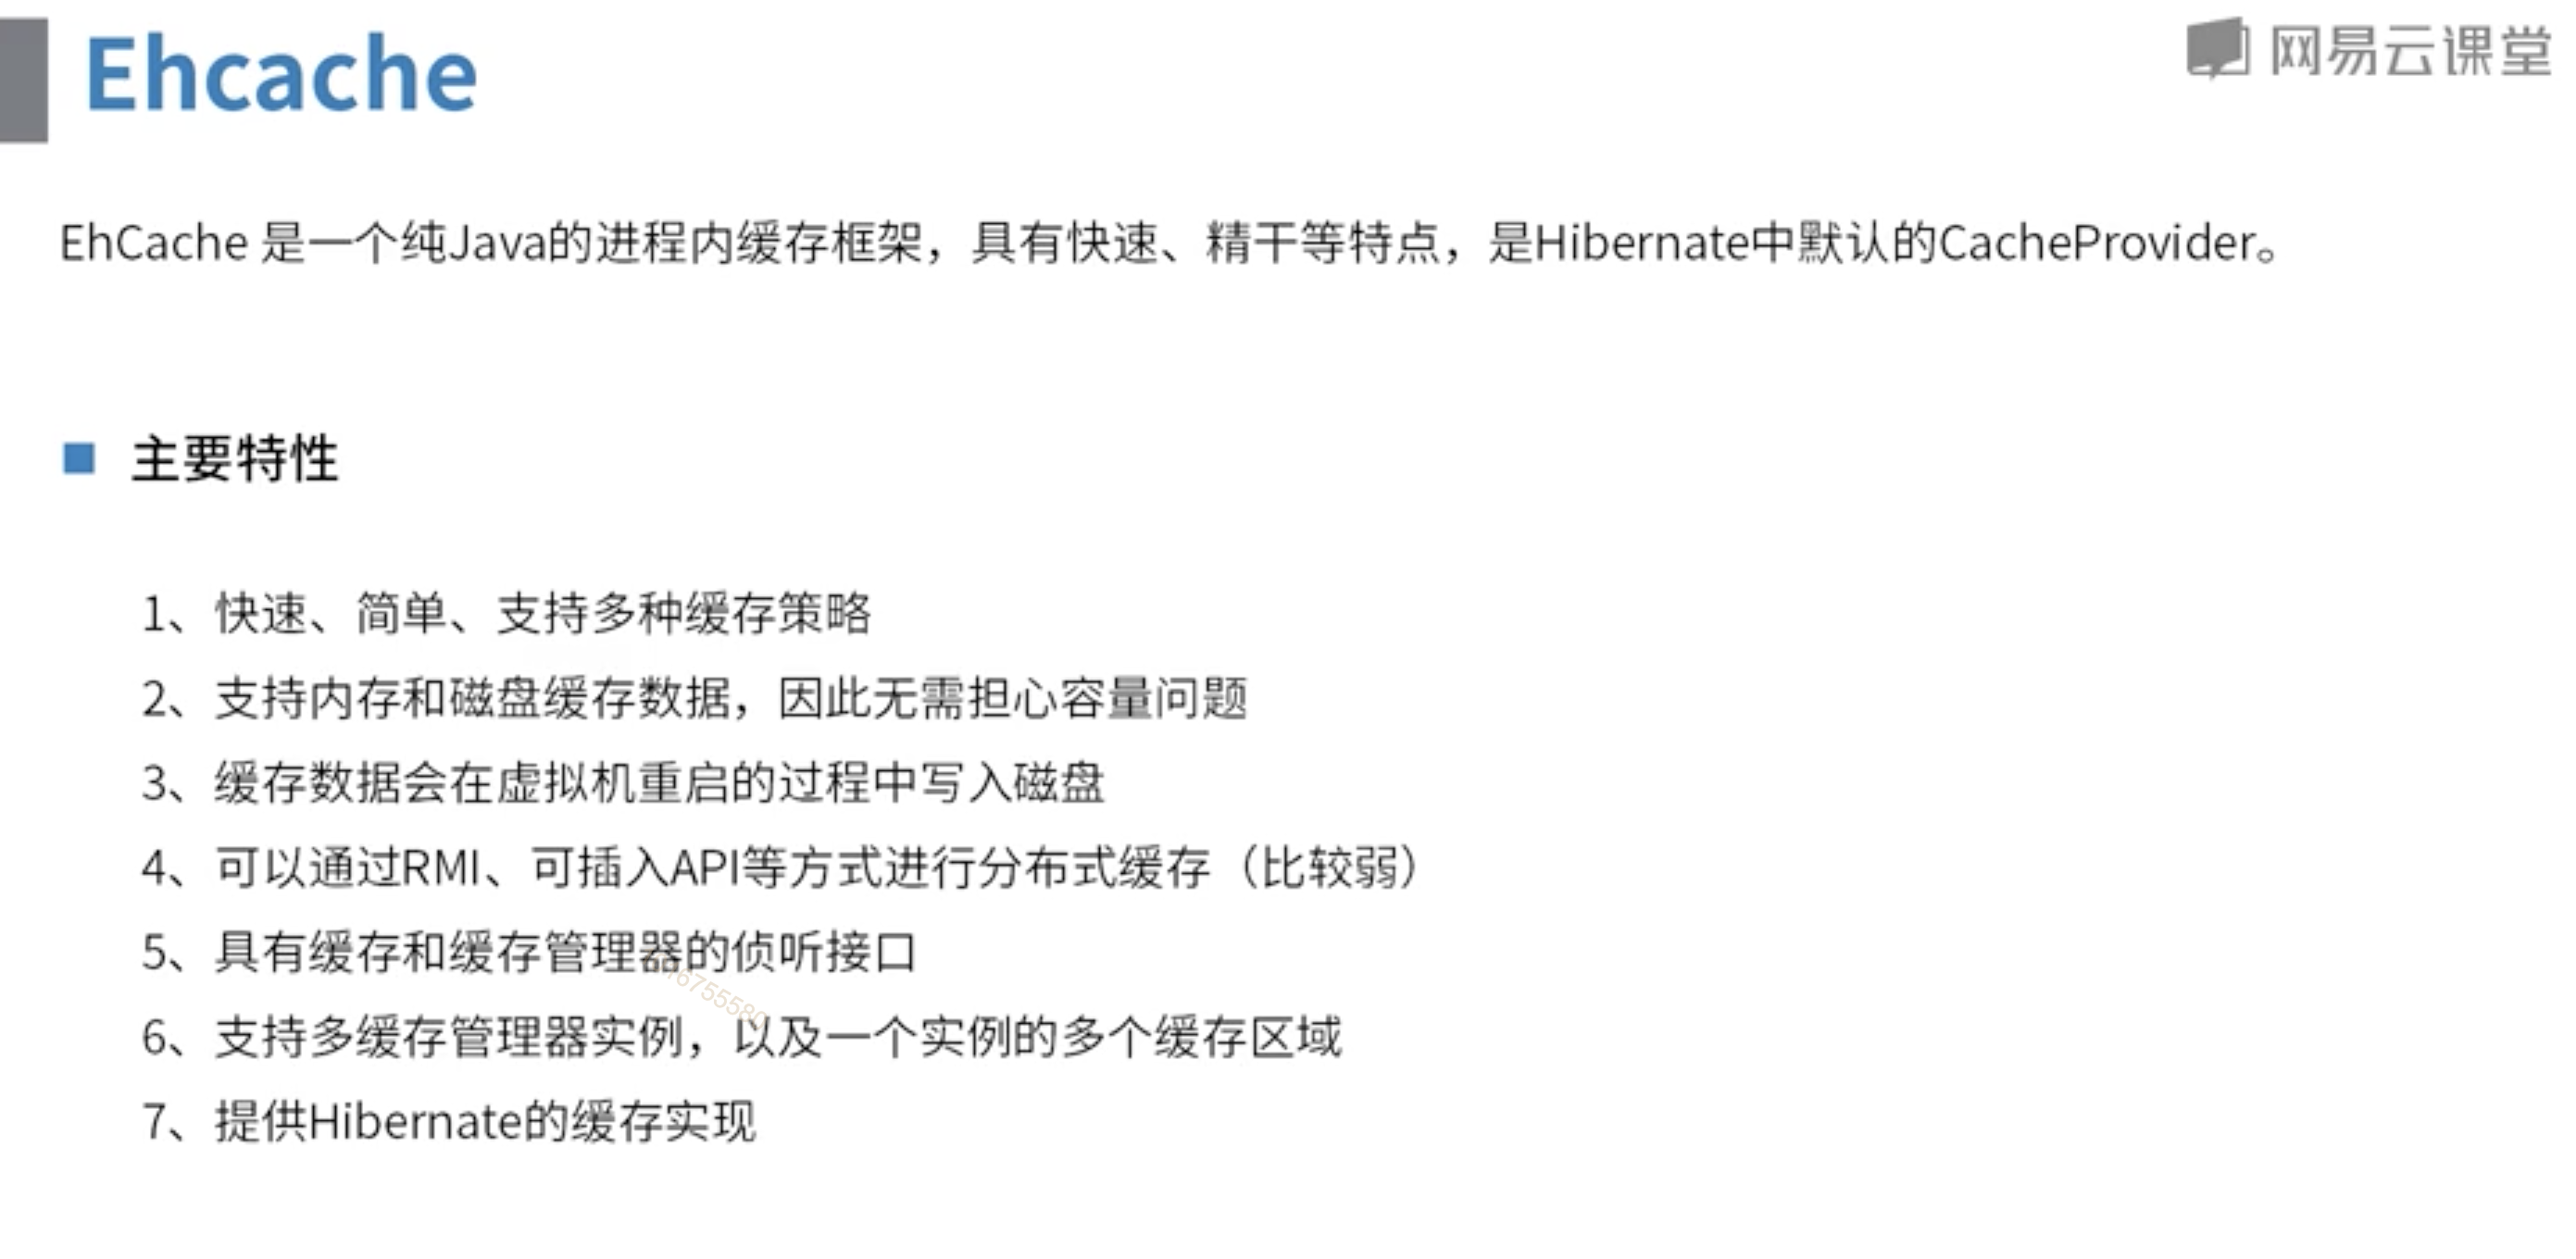 Ehcache
网易云课堂
EhCache 是一个纯Java的进程内缓存框架，具有快速、精干等特点，是Hibernate中默认的CacheProvider。
主要特性
1、快速、简单、支持多种缓存策略
2、支持内存和磁盘缓存数据，因此无需担心容量问题
3、缓存数据会在虚拟机重启的过程中写入磁盘
4、可以通过RMI、可插入API等方式进行分布式缓存（比较弱）
5、具有缓存和缓存管理器的侦听接口
6、支持多缓存管理器实例，以及一个实例的多个缓存区域
7、提供Hibernate的缓存实现